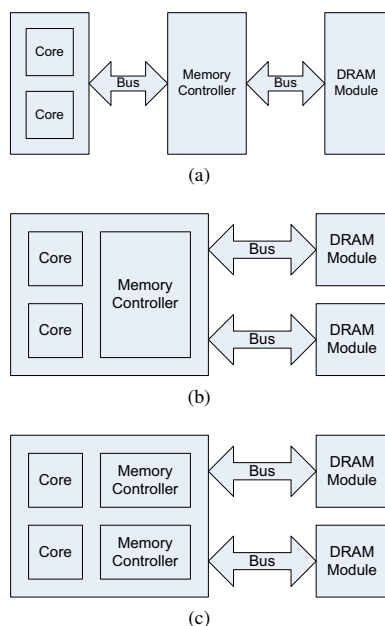 Core
Core
Bus
Memory
Controller
Bus
DRAM
Module
(a)
Core
Core
Memory
Controller
Bus
DRAM
Module
Bus
DRAM
Module
(b)
Core
Memory
Controller
Bus
DRAM
Module
Core
Memory
Controller
Bus
DRAM
Module
(c)